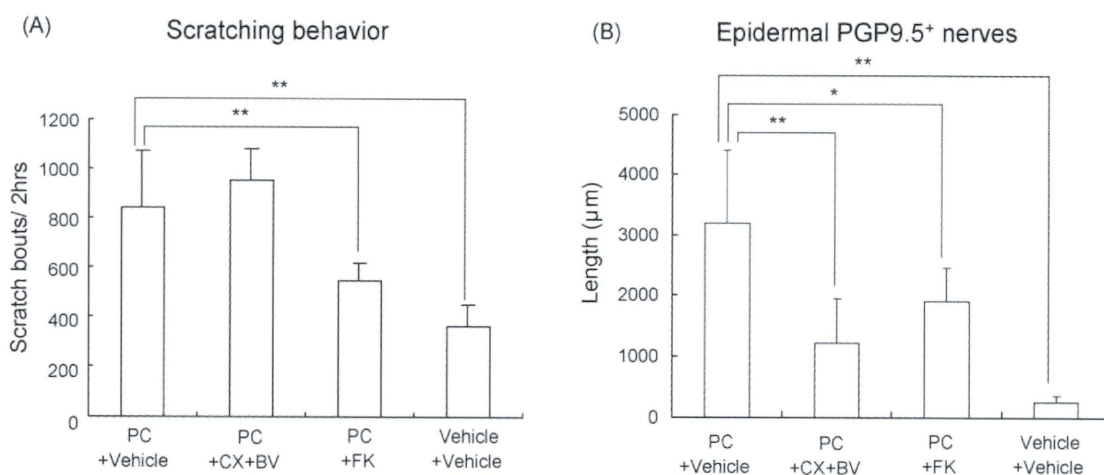 (A) Scratching behavior
**
**
Scratch bouts/ 2hrs
1200
1000
800
600
400
200
0
PC +Vehicle
PC +CX+BV
PC +FK
Vehicle +Vehicle
(B) Epidermal PGP9.5⁺ nerves
**
*
**
Length (µm)
5000
4000
3000
2000
1000
0
PC +Vehicle
PC +CX+BV
PC +FK
Vehicle +Vehicle